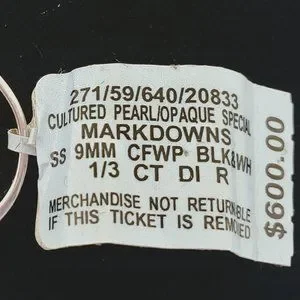 271/59/640/20833
CULTURED PEARL/OPAQUE SPECIAL
MARKDOWNS
SS 9MM CFWP BLK&WH
1/3 CT DI R
MERCHANDISE NOT RETURNABLE
IF THIS TICKET IS REMOVED
$600.00